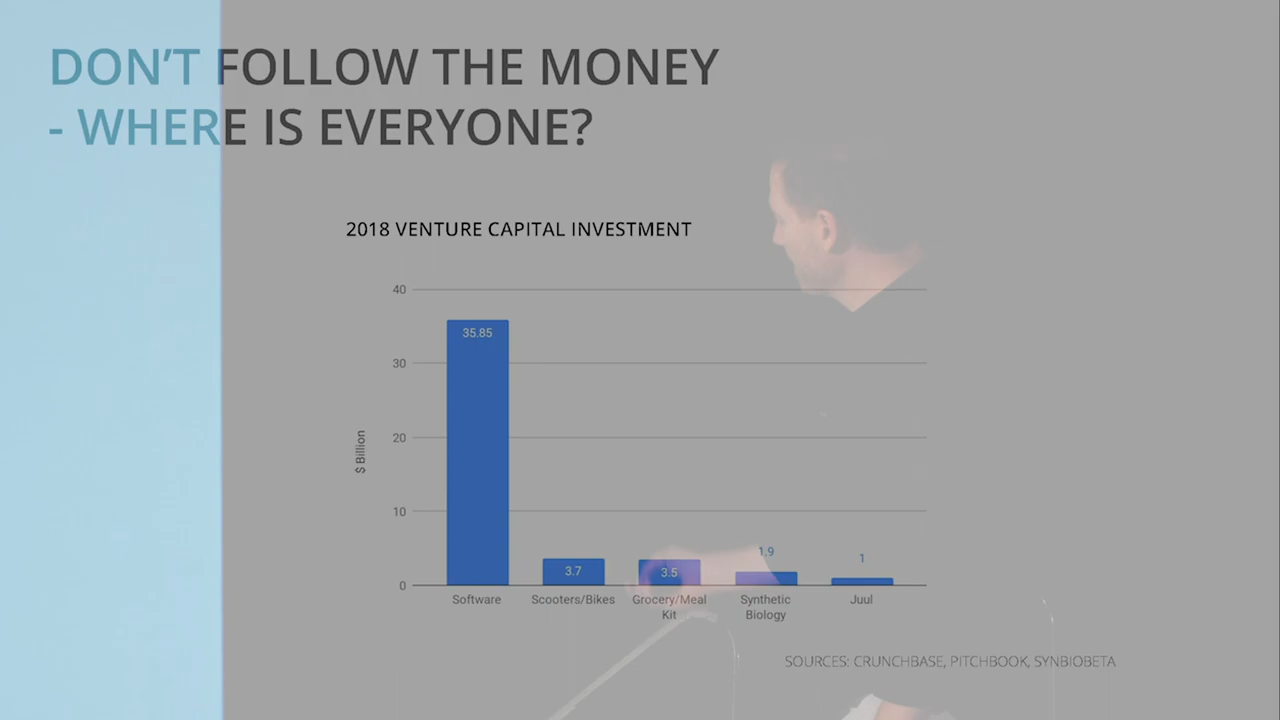 DON'T FOLLOW THE MONEY
- WHERE IS EVERYONE?
2018 VENTURE CAPITAL INVESTMENT
40
30
20
10
0
$ Billion
35.85
3.7
3.5
1.9
1
Software
Scooters/Bikes
Grocery/Meal
Kit
Synthetic
Biology
Juul
SOURCES: CRUNCHBASE, PITCHBOOK, SYNBIOBETA